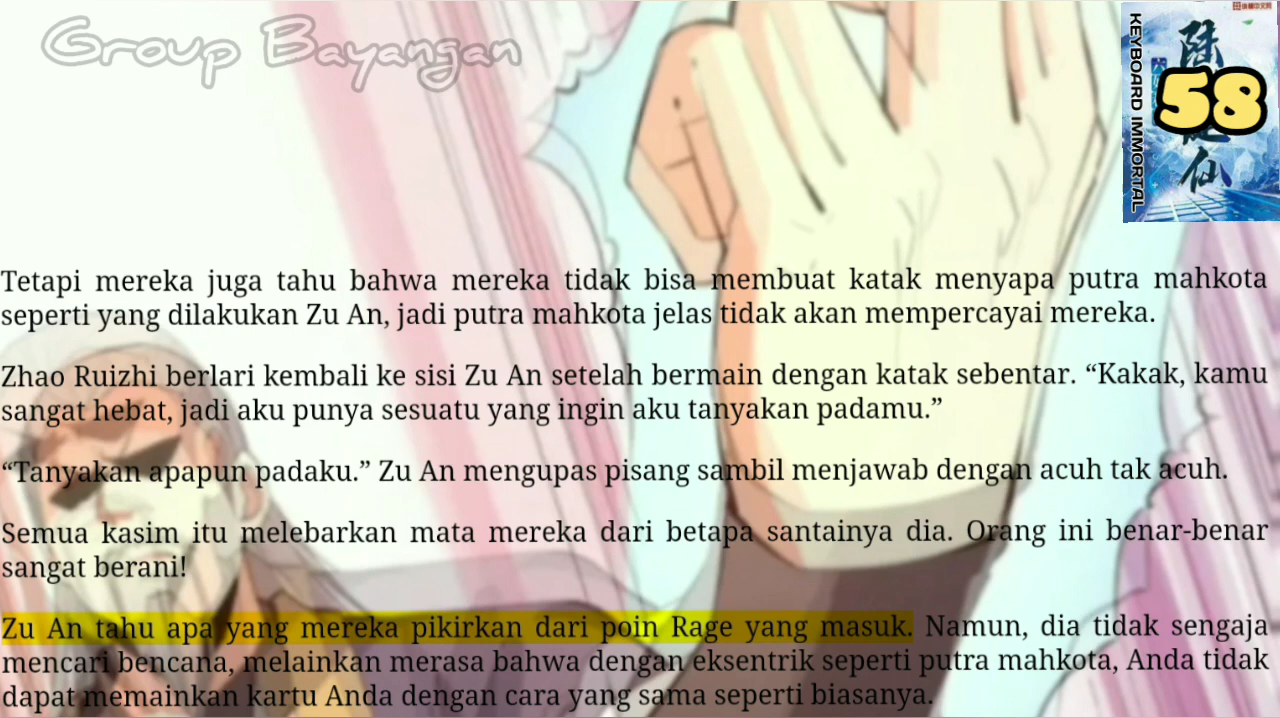 Group Bayangan
KEYBOARD IMMORTAL
58
仙
Tetapi mereka juga tahu bahwa mereka tidak bisa membuat katak menyapa putra mahkota
seperti yang dilakukan Zu An, jadi putra mahkota jelas tidak akan mempercayai mereka.
Zhao Ruizhi berlari kembali ke sisi Zu An setelah bermain dengan katak sebentar. “Kakak, kamu
sangat hebat, jadi aku punya sesuatu yang ingin aku tanyakan padamu.”
“Tanyakan apapun padaku.” Zu An mengupas pisang sambil menjawab dengan acuh tak acuh.
Semua kasim itu melebarkan mata mereka dari betapa santainya dia. Orang ini benar-benar
sangat berani!
Zu An tahu apa yang mereka pikirkan dari poin Rage yang masuk. Namun, dia tidak sengaja
mencari bencana, melainkan merasa bahwa dengan eksentrik seperti putra mahkota, Anda tidak
dapat memainkan kartu Anda dengan cara yang sama seperti biasanya.